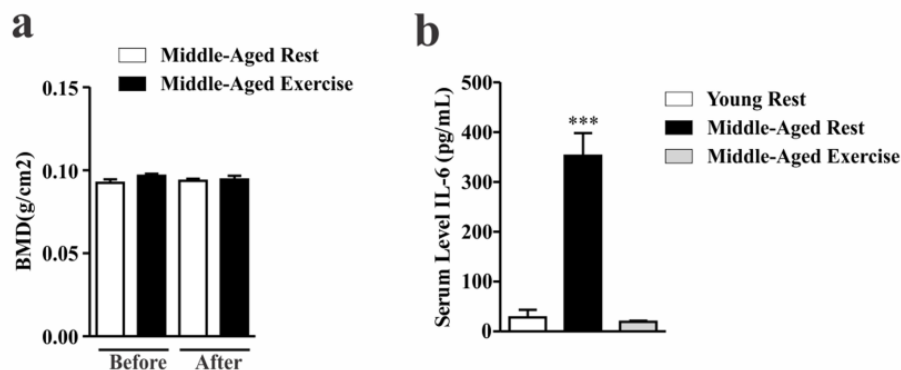 a
Middle-Aged Rest
Middle-Aged Exercise
0.15
0.10
0.05
0.00
BMD(g/cm2)
Before
After
b
Young Rest
Middle-Aged Rest
Middle-Aged Exercise
500
400
300
200
100
0
Serum Level IL-6 (pg/mL)
***